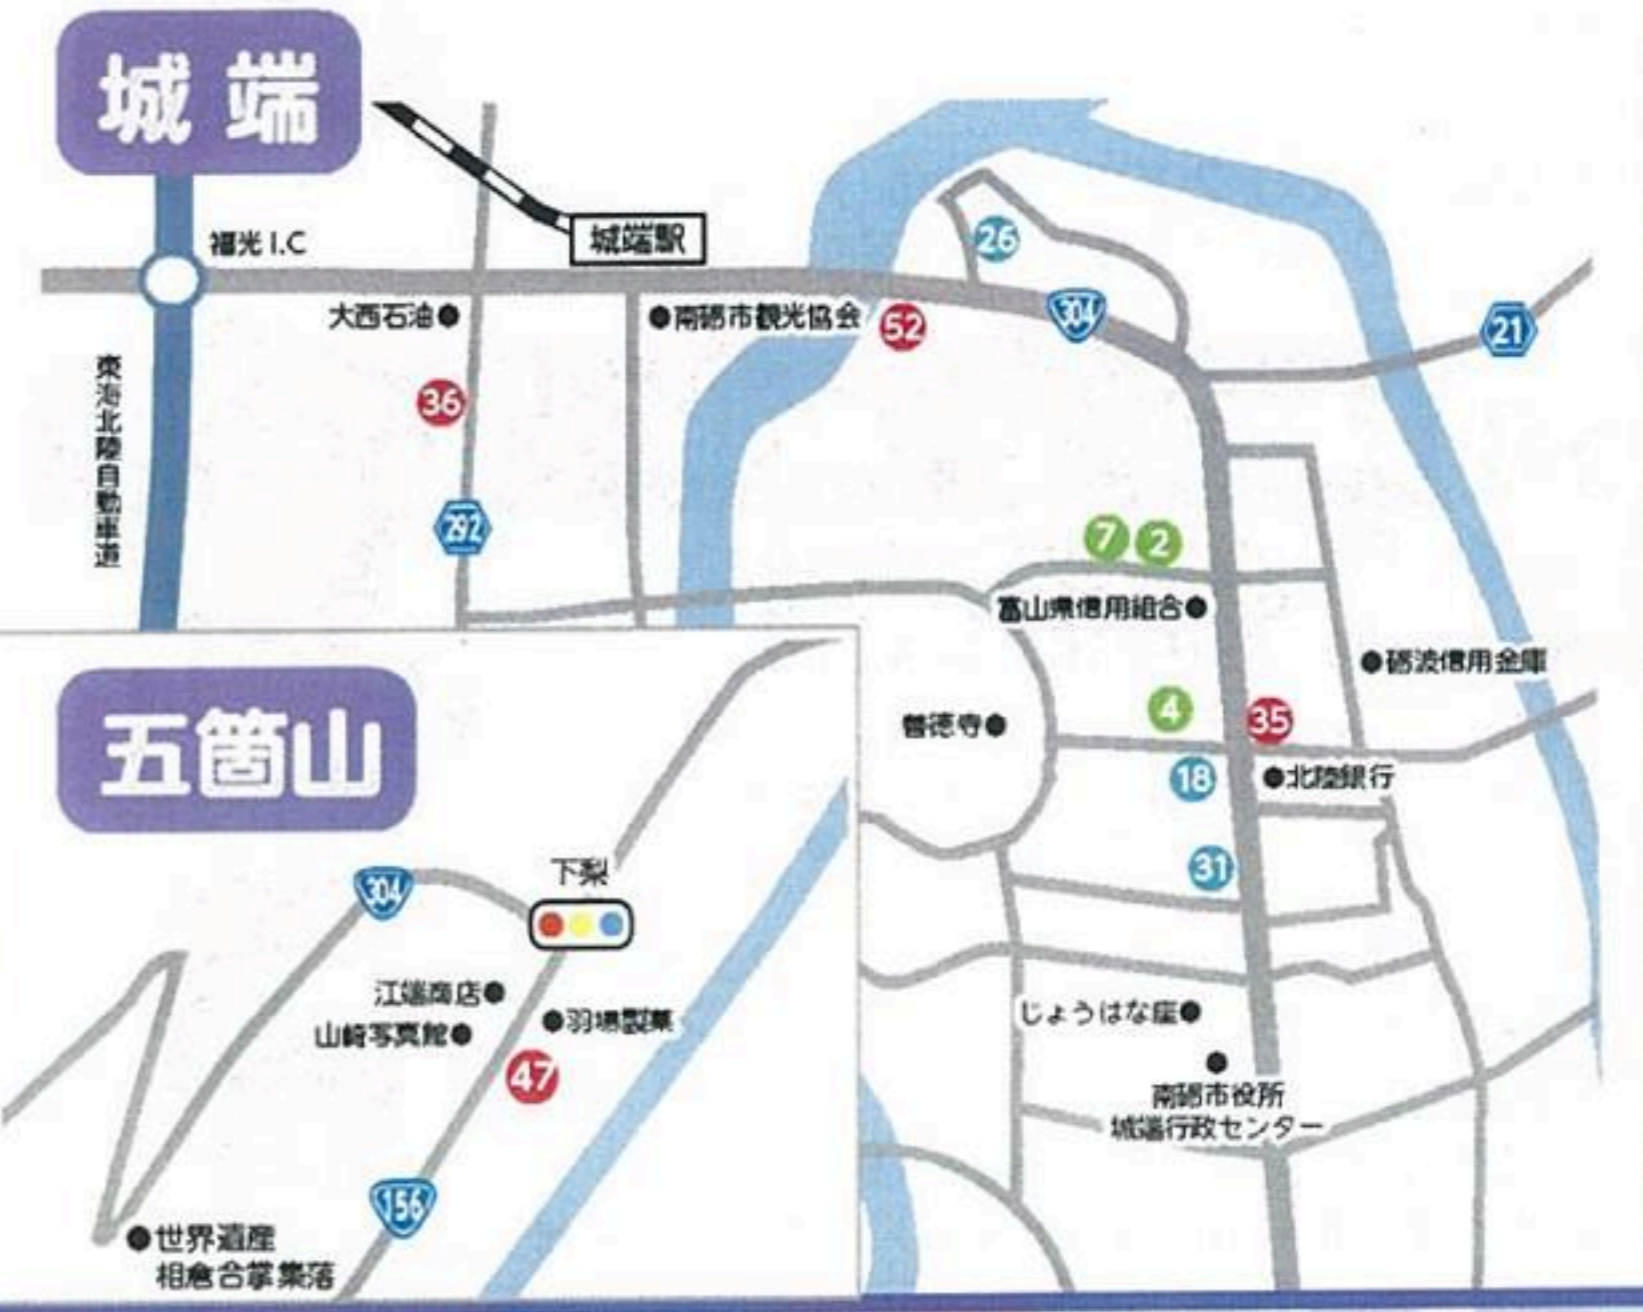 城端
福光I.C
城端駅
26
大西石油
南砺市観光協会
52
304
21
東海北陸自動車道
36
292
7
2
富山県信用組合
砺波信用金庫
善徳寺
4
35
18
北陸銀行
31
じょうはな座
南砺市役所
城端行政センター
五箇山
下梨
304
江端商店
山崎写真館
羽場製菓
47
156
世界遺産
相倉合掌集落